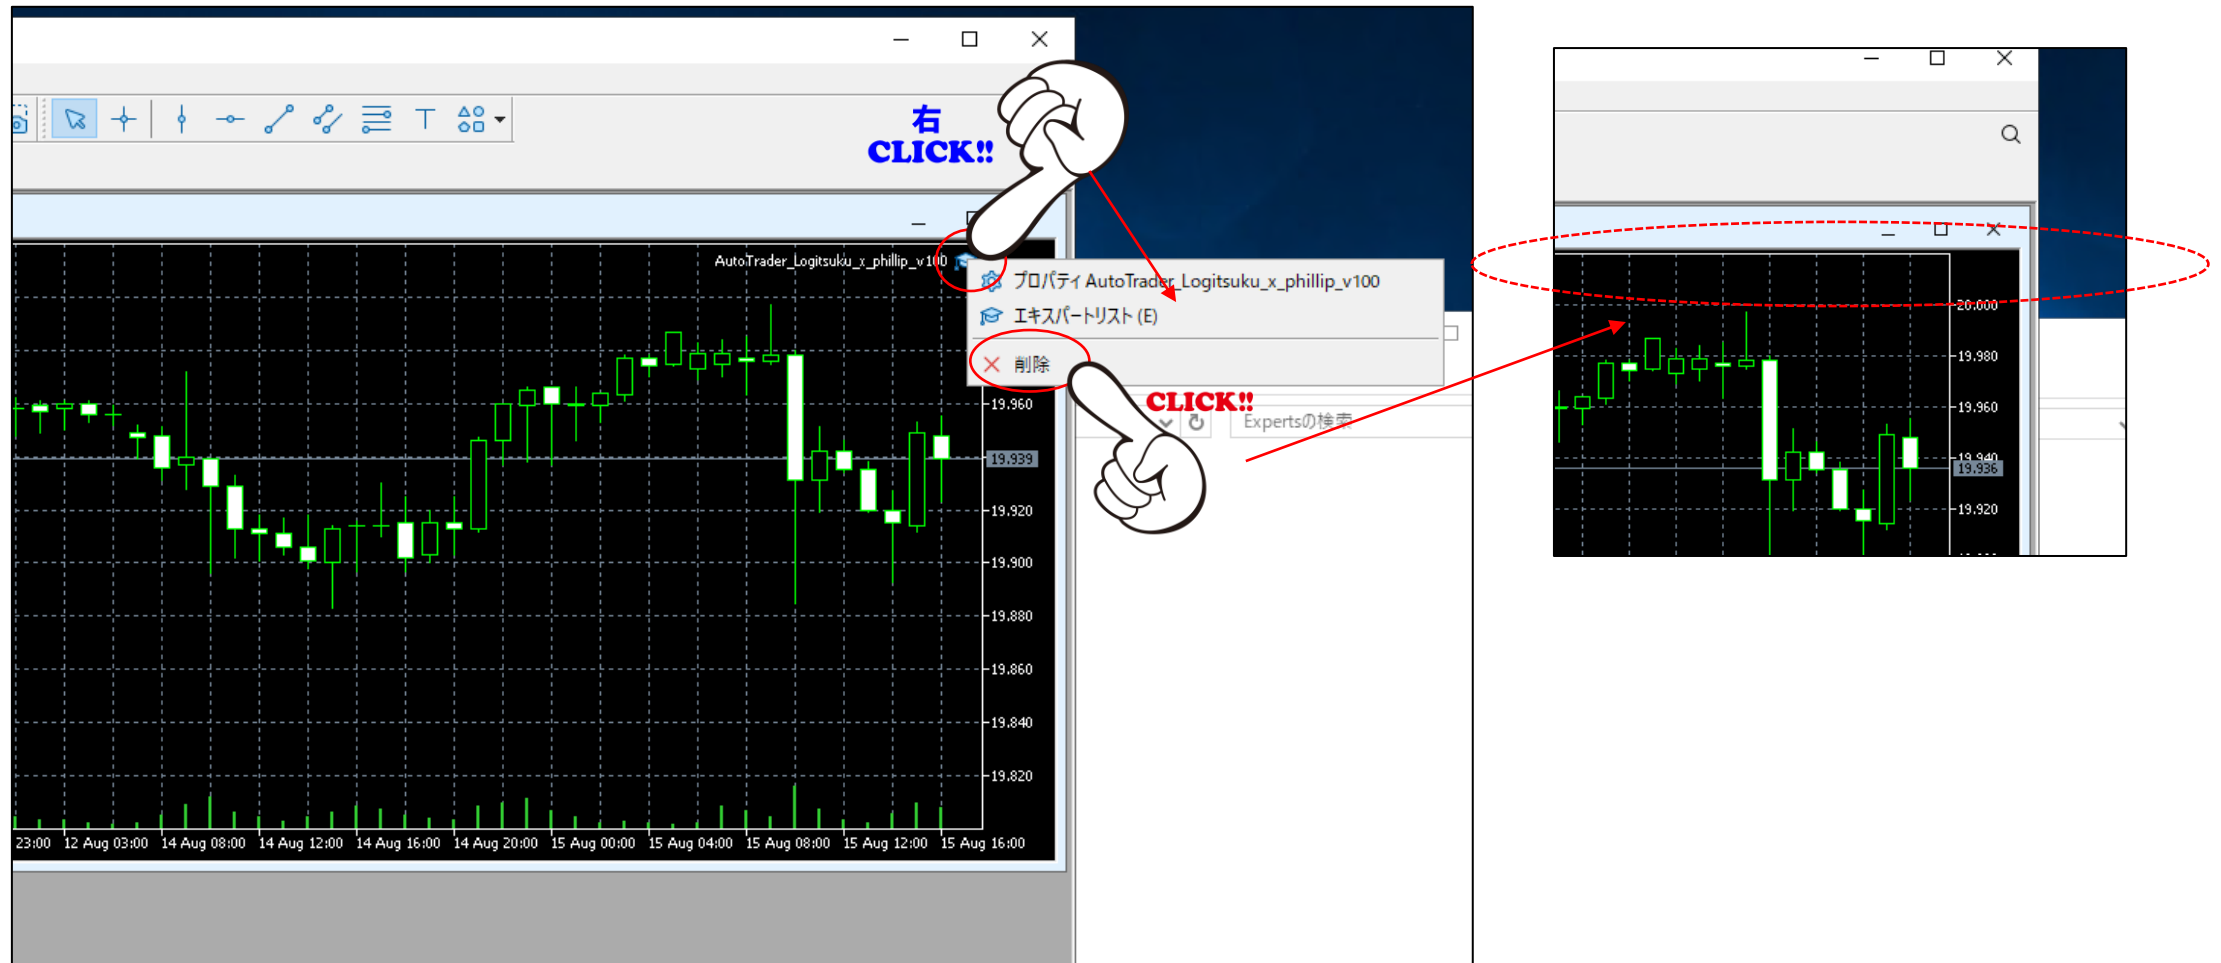 右
CLICK!!
AutoTrader_Logitsuku_x_phillip_v100
プロパティ AutoTrader_Logitsuku_x_phillip_v100
エキスパートリスト (E)
削除
CLICK!!
Expertsの検索
19.960
19.939
19.920
19.900
19.880
19.860
19.840
19.820
23:00 12 Aug 03:00 14 Aug 08:00 14 Aug 12:00 14 Aug 16:00 14 Aug 20:00 15 Aug 00:00 15 Aug 04:00 15 Aug 08:00 15 Aug 12:00 15 Aug 16:00
20.000
19.980
19.960
19.940
19.936
19.920